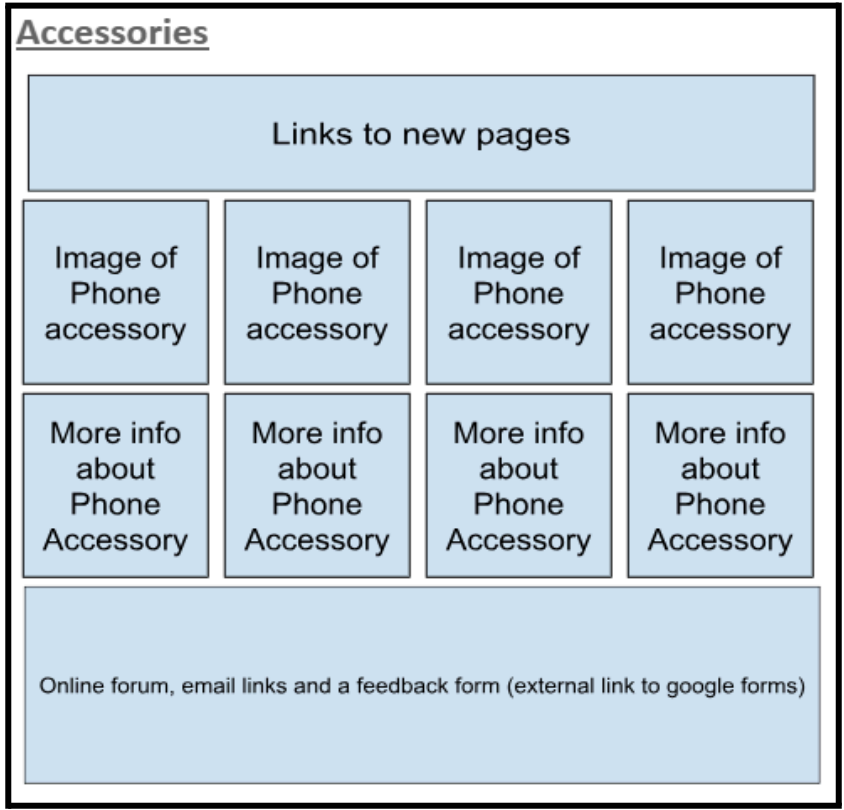 Accessories
Links to new pages
Image of
Phone
accessory
Image of
Phone
accessory
Image of
Phone
accessory
Image of
Phone
accessory
More info
about
Phone
Accessory
More info
about
Phone
Accessory
More info
about
Phone
Accessory
More info
about
Phone
Accessory
Online forum, email links and a feedback form (external link to google forms)